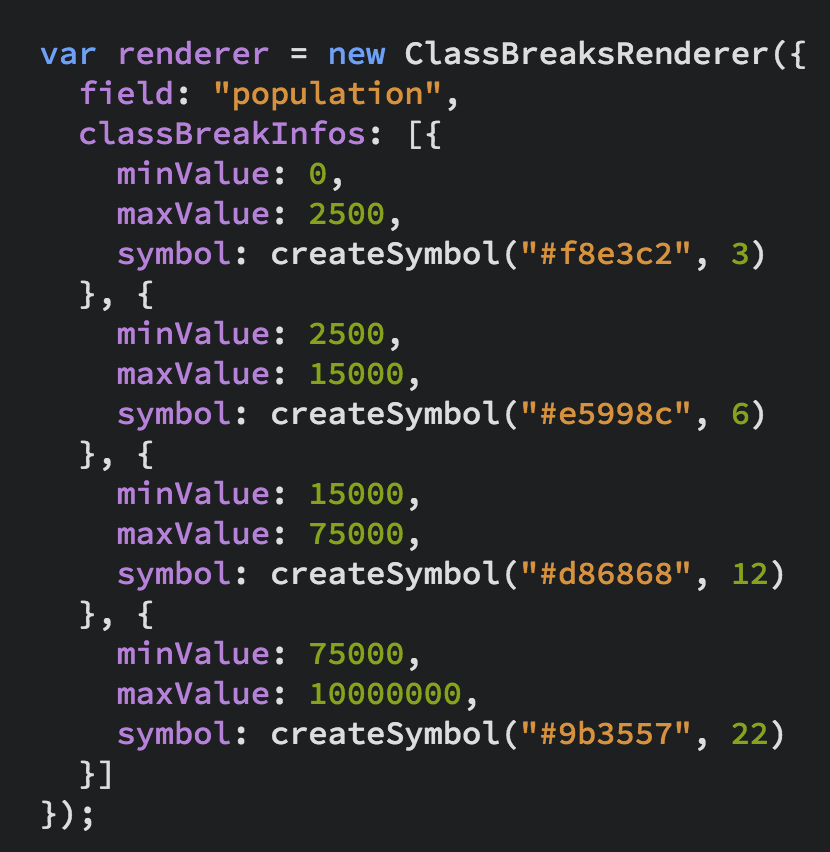 var renderer = new ClassBreaksRenderer({
  field: "population",
  classBreakInfos: [{
    minValue: 0,
    maxValue: 2500,
    symbol: createSymbol("#f8e3c2", 3)
  }, {
    minValue: 2500,
    maxValue: 15000,
    symbol: createSymbol("#e5998c", 6)
  }, {
    minValue: 15000,
    maxValue: 75000,
    symbol: createSymbol("#d86868", 12)
  }, {
    minValue: 75000,
    maxValue: 10000000,
    symbol: createSymbol("#9b3557", 22)
  }]
});